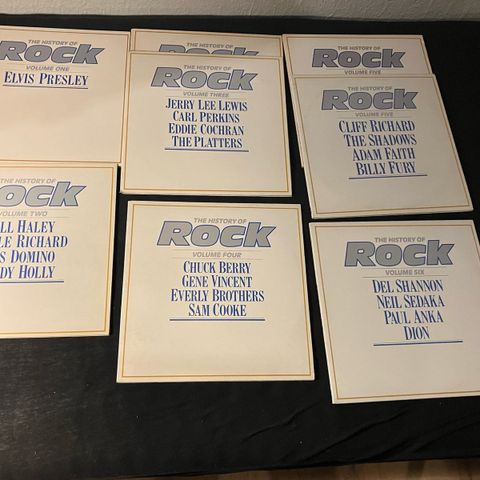 THE HISTORY OF
Rock
VOLUME ONE
ELVIS PRESLEY
THE HISTORY OF
THE HISTORY OF
Rock
VOLUME THREE
JERRY LEE LEWIS
CARL PERKINS
EDDIE COCHRAN
THE PLATTERS
THE HISTORY OF
Rock
VOLUME FIVE
THE HISTORY OF
Rock
VOLUME FIVE
CLIFF RICHARD
THE SHADOWS
ADAM FAITH
BILLY FURY
HISTORY OF
Rock
VOLUME TWO
LL HALEY
LE RICHARD
S DOMINO
DY HOLLY
THE HISTORY OF
Rock
VOLUME FOUR
CHUCK BERRY
GENE VINCENT
EVERLY BROTHERS
SAM COOKE
THE HISTORY OF
Rock
VOLUME SIX
DEL SHANNON
NEIL SEDAKA
PAUL ANKA
DION